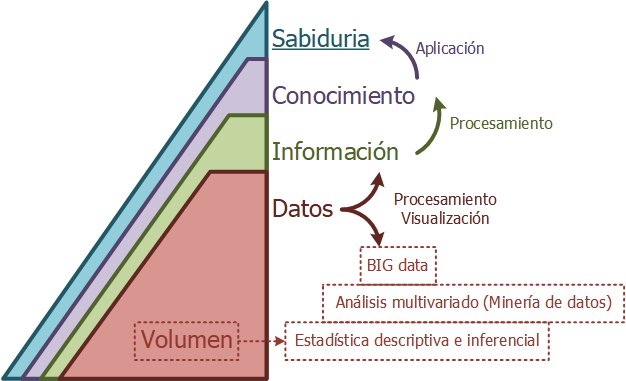 Sabiduria
Aplicación
Conocimiento
Procesamiento
Información
Datos
Procesamiento
Visualización
BIG data
Análisis multivariado (Minería de datos)
Volumen
Estadística descriptiva e inferencial